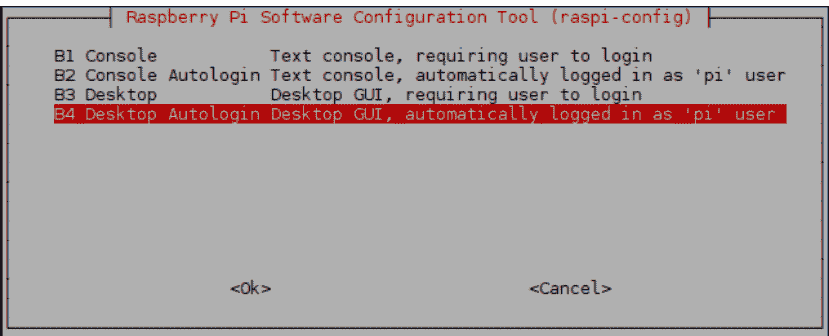 Raspberry Pi Software Configuration Tool (raspi-config)
B1 Console Text console, requiring user to login
B2 Console Autologin Text console, automatically logged in as 'pi' user
B3 Desktop Desktop GUI, requiring user to login
B4 Desktop Autologin Desktop GUI, automatically logged in as 'pi' user
<Ok> <Cancel>